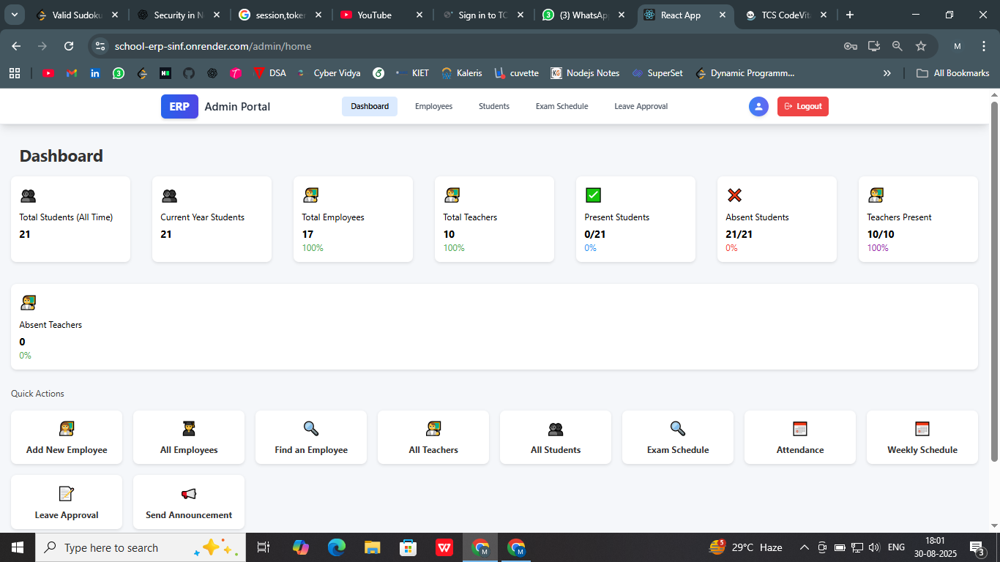 Valid Sudoku
Security in N
session,token
YouTube
Sign in to TC
(3) WhatsApp
React App
TCS CodeVita
school-erp-sinf.onrender.com/admin/home
M
DSA
Cyber Vidya
KIET
Kaleris
cuvette
KG
Nodejs Notes
SuperSet
Dynamic Programm...
All Bookmarks
ERP
Admin Portal
Dashboard
Employees
Students
Exam Schedule
Leave Approval
Logout
Dashboard
Total Students (All Time)
21
Current Year Students
21
Total Employees
17
100%
Total Teachers
10
100%
Present Students
0/21
0%
Absent Students
21/21
0%
Teachers Present
10/10
100%
Absent Teachers
0
0%
Quick Actions
Add New Employee
All Employees
Find an Employee
All Teachers
All Students
Exam Schedule
Attendance
Weekly Schedule
Leave Approval
Send Announcement
Type here to search
5
29°C Haze
ENG
18:01
30-08-2025
3